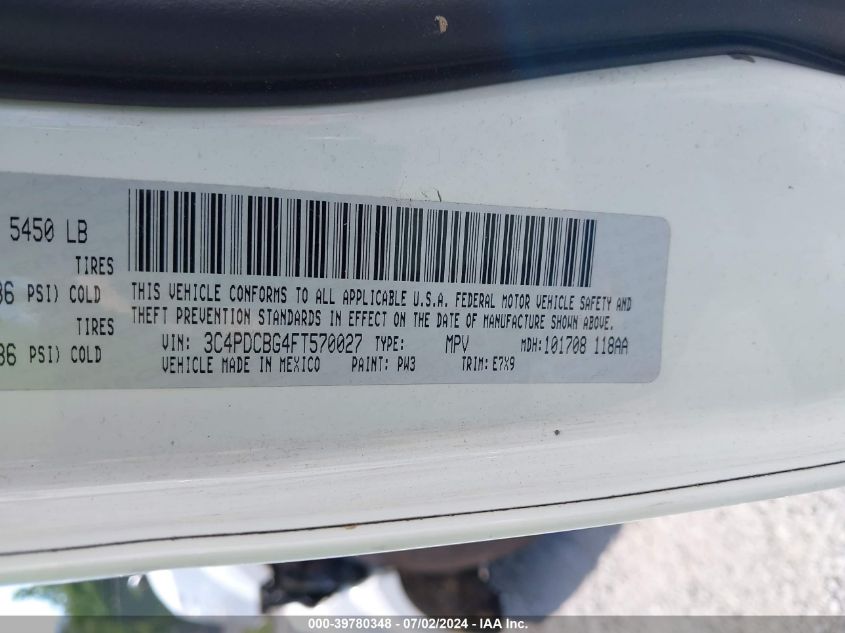 5450 LB
TIRES
36 PSI) COLD
TIRES
36 PSI) COLD
THIS VEHICLE CONFORMS TO ALL APPLICABLE U.S.A. FEDERAL MOTOR VEHICLE SAFETY AND
THEFT PREVENTION STANDARDS IN EFFECT ON THE DATE OF MANUFACTURE SHOWN ABOVE.
VIN: 3C4PDCBG4FT570027 TYPE: MPV MDH:101708 118AA
VEHICLE MADE IN MEXICO PAINT: PW3 TRIM: E7X9
000-39780348 - 07/02/2024 - © IAA Inc.